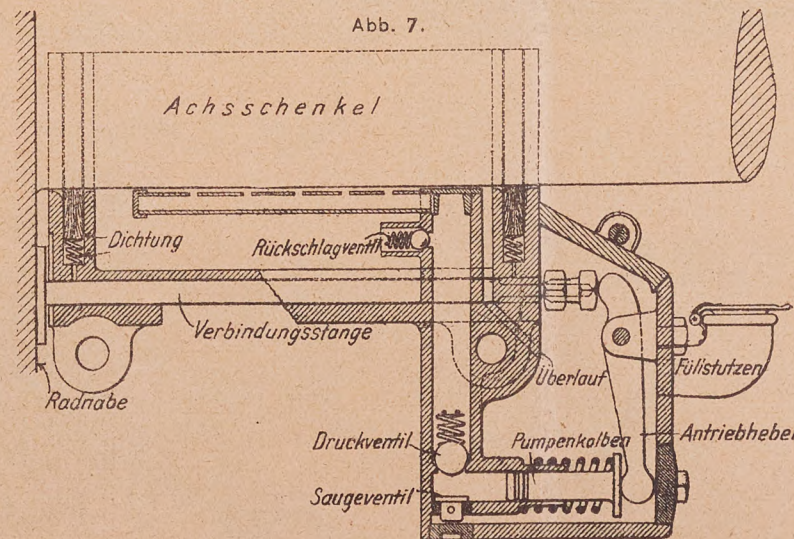 Abb. 7.
Achsschenkel
Dichtung
Rückschlagventil
Verbindungsstange
Radnabe
Überlauf
Füllstutzen
Druckventil
Pumpenkolben
Antriebhebel
Saugeventil